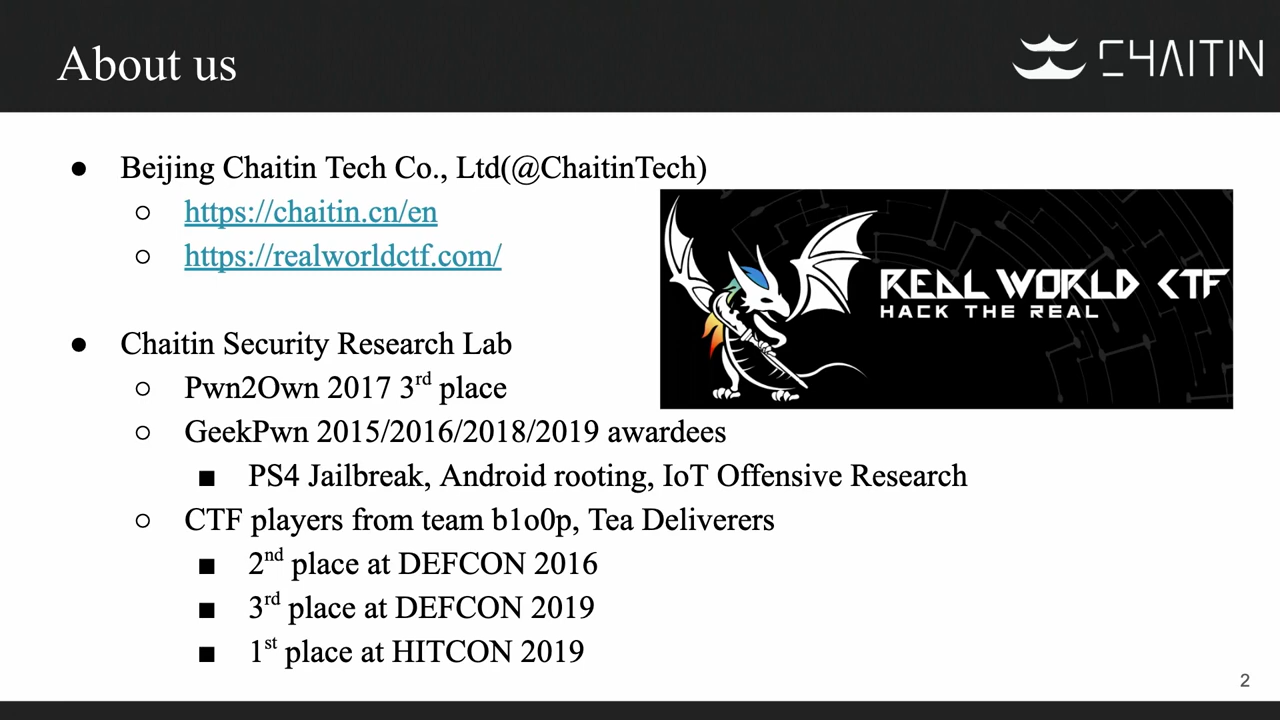 About us
CHAITIN
● Beijing Chaitin Tech Co., Ltd(@ChaitinTech)
○ https://chaitin.cn/en
○ https://realworldctf.com/
REAL WORLD CTF
HACK THE REAL
● Chaitin Security Research Lab
○ Pwn2Own 2017 3rd place
○ GeekPwn 2015/2016/2018/2019 awardees
■ PS4 Jailbreak, Android rooting, IoT Offensive Research
○ CTF players from team b1o0p, Tea Deliverers
■ 2nd place at DEFCON 2016
■ 3rd place at DEFCON 2019
■ 1st place at HITCON 2019
2